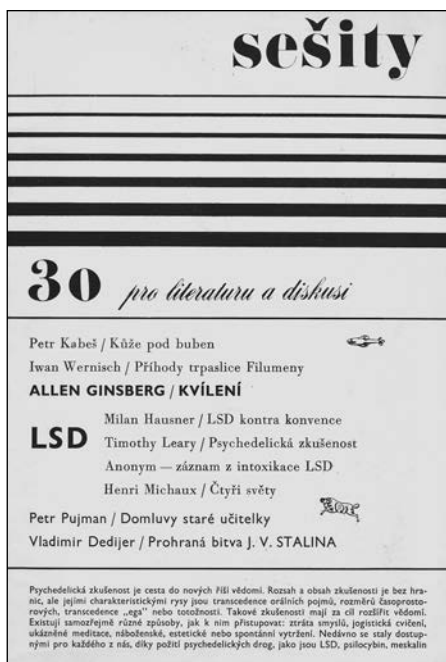 sešity
30 pro literaturu a diskusi
Petr Kabeš / Kůže pod buben
Iwan Wernisch / Příhody trpaslice Filumeny
ALLEN GINSBERG / KVÍLENÍ
LSD
Milan Hausner / LSD kontra konvence
Timothy Leary / Psychedelická zkušenost
Anonym — záznam z intoxikace LSD
Henri Michaux / Čtyři světy
Petr Pujman / Domluvy staré učitelky
Vladimir Dedijer / Prohraná bitva J. V. STALINA
Psychedelická zkušenost je cesta do nových říší vědomí. Rozsah a obsah zkušenosti je bez hra-
nic, ale jejími charakteristickými rysy jsou transcedence orálních pojmů, rozměrů časoprosto-
rových, transcedence „ega" nebo totožnosti. Takové zkušenosti mají za cíl rozšířit vědomí.
Existují samozřejmě různé způsoby, jak k nim přistupovat: ztráta smyslů, jogistická cvičení,
ukázněné meditace, náboženské, estetické nebo spontánní vytržení. Nedávno se staly dostup-
nými pro každého z nás, díky požití psychedelických drog, jako jsou LSD, psilocybin, meskalin